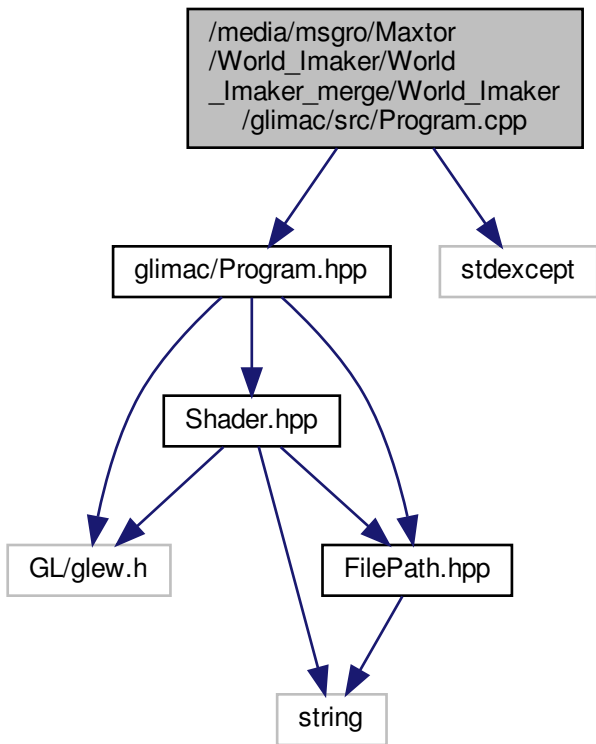 /media/msgro/Maxtor
/World_Imaker/World
_Imaker_merge/World_Imaker
/glimac/src/Program.cpp
glimac/Program.hpp
stdexcept
Shader.hpp
GL/glew.h
FilePath.hpp
string